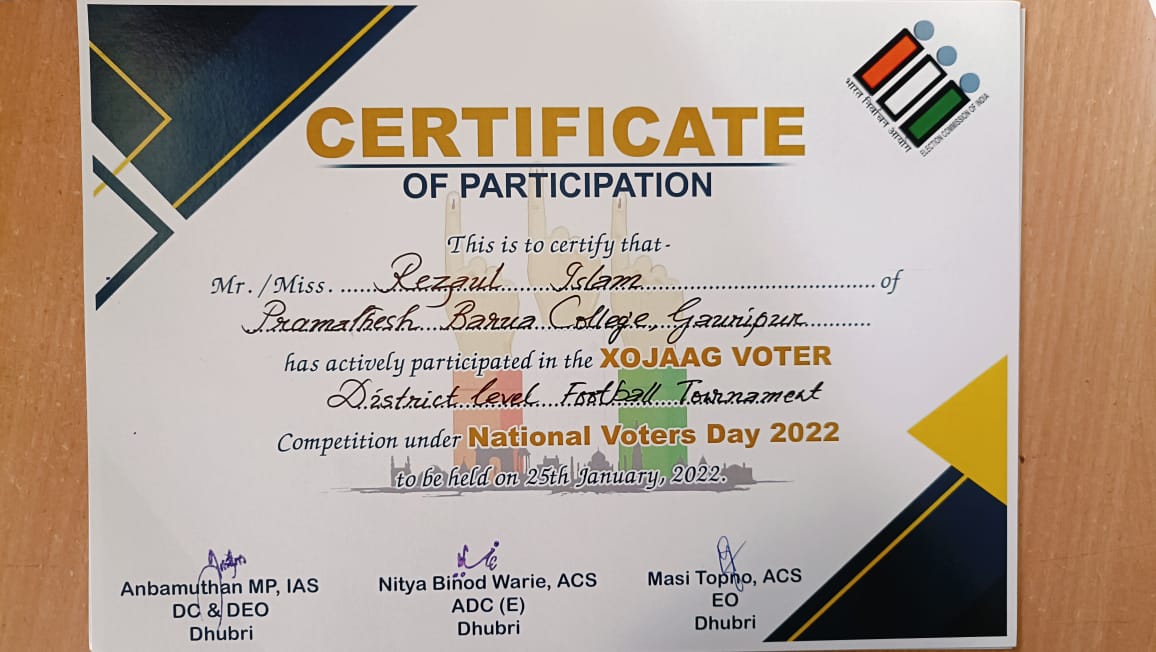 CERTIFICATE
OF PARTICIPATION
भारत निर्वाचन आयोग
ELECTION COMMISSION OF INDIA
This is to certify that-
Mr. /Miss. ......Rezaul Islam.................................................of
Pramathesh Barua College, Gauripur............
has actively participated in the XOJAAG VOTER
District level Football Tournament
Competition under National Voters Day 2022
to be held on 25th January, 2022.
Anbamuthan MP, IAS
DC & DEO
Dhubri
Nitya Binod Warie, ACS
ADC (E)
Dhubri
Masi Topno, ACS
EO
Dhubri